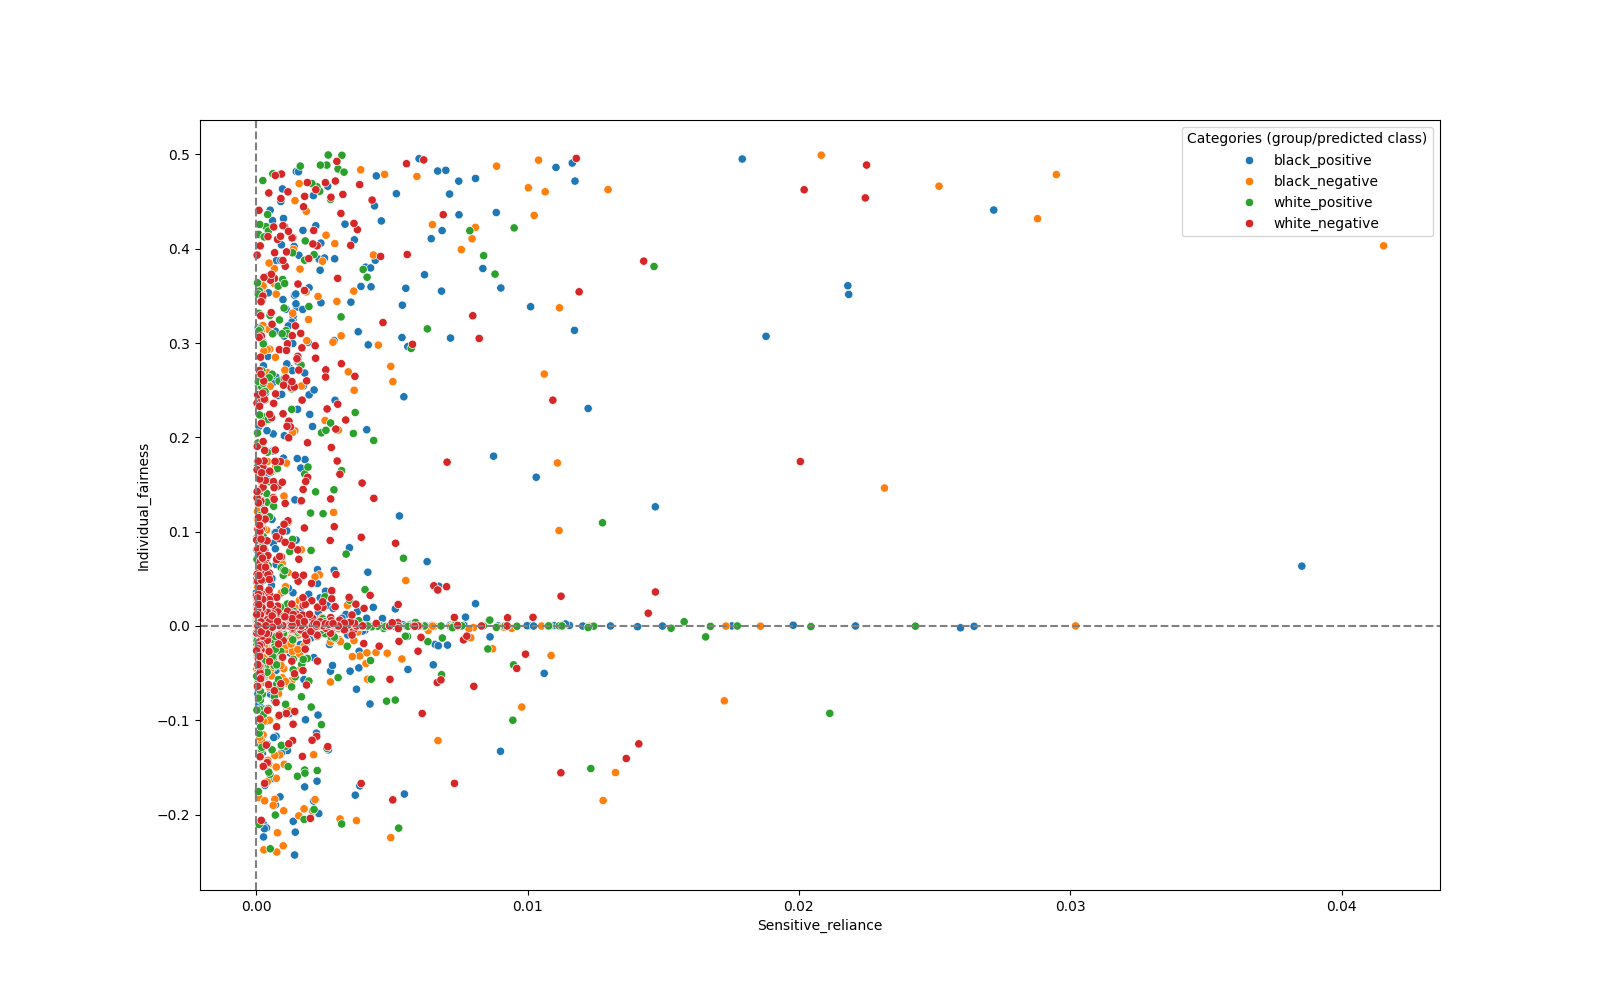 Categories (group/predicted class)
black_positive
black_negative
white_positive
white_negative
0.5
0.4
0.3
0.2
0.1
0.0
−0.1
−0.2
Individual_fairness
0.00
0.01
0.02
0.03
0.04
Sensitive_reliance